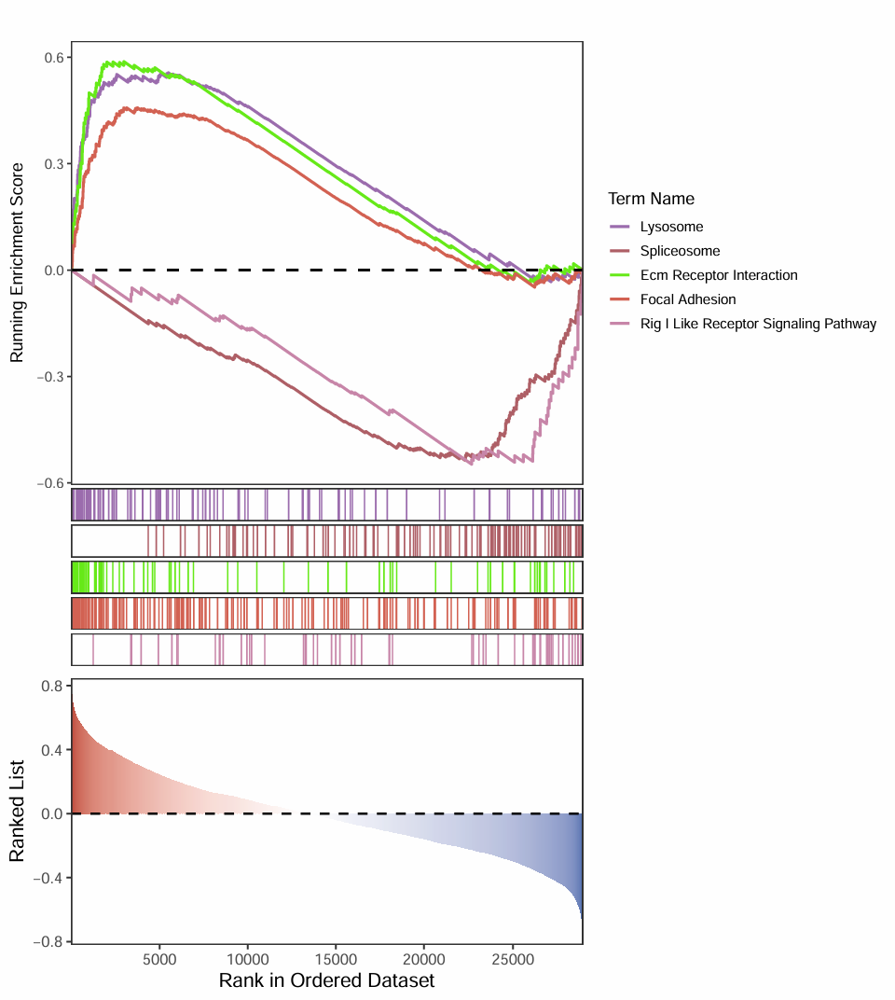 Running Enrichment Score
0.6
0.3
0.0
−0.3
−0.6
Term Name
Lysosome
Spliceosome
Ecm Receptor Interaction
Focal Adhesion
Rig I Like Receptor Signaling Pathway
Ranked List
0.8
0.4
0.0
−0.4
−0.8
5000 10000 15000 20000 25000
Rank in Ordered Dataset